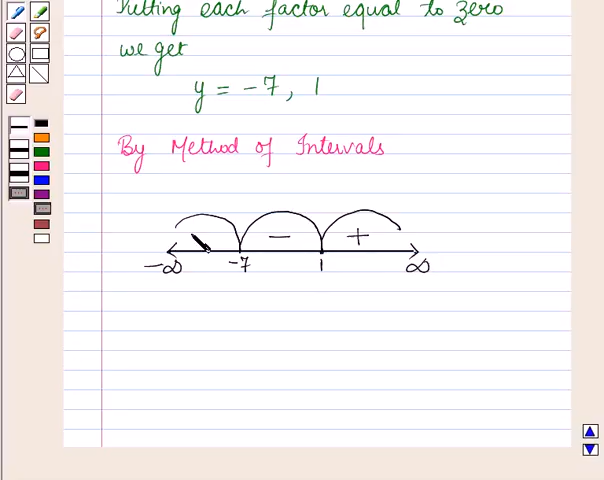 Putting each factor equal to zero
we get
y = -7, 1
By Method of Intervals
- +
-∞ -7 1 ∞